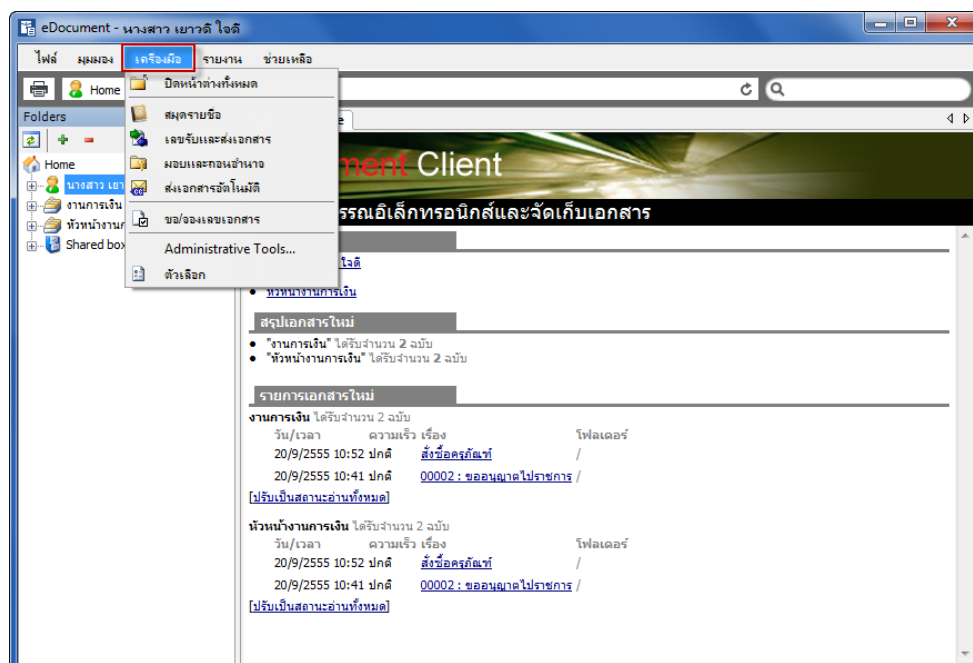 eDocument - นางสาว เยาวดี ใจดี
ไฟล์ มุมมอง เครื่องมือ รายงาน ช่วยเหลือ
Home
ปิดหน้าต่างทั้งหมด
สมุดรายชื่อ
เลขรับและส่งเอกสาร
มอบและถอนอำนาจ
ส่งเอกสารอัตโนมัติ
ขอ/จองเลขเอกสาร
Administrative Tools...
ตัวเลือก
Folders
Home
นางสาว เยา
งานการเงิน
หัวหน้างานก
Shared box
ment Client
รรณอิเล็กทรอนิกส์และจัดเก็บเอกสาร
ใจดี
หัวหน้างานการเงิน
สรุปเอกสารใหม่
"งานการเงิน" ได้รับจำนวน 2 ฉบับ
"หัวหน้างานการเงิน" ได้รับจำนวน 2 ฉบับ
รายการเอกสารใหม่
งานการเงิน ได้รับจำนวน 2 ฉบับ
วัน/เวลา ความเร็ว เรื่อง โฟลเดอร์
20/9/2555 10:52 ปกติ สั่งซื้อครุภัณฑ์ /
20/9/2555 10:41 ปกติ 00002 : ขออนุญาตไปราชการ /
[ปรับเป็นสถานะอ่านทั้งหมด]
หัวหน้างานการเงิน ได้รับจำนวน 2 ฉบับ
วัน/เวลา ความเร็ว เรื่อง โฟลเดอร์
20/9/2555 10:52 ปกติ สั่งซื้อครุภัณฑ์ /
20/9/2555 10:41 ปกติ 00002 : ขออนุญาตไปราชการ /
[ปรับเป็นสถานะอ่านทั้งหมด]